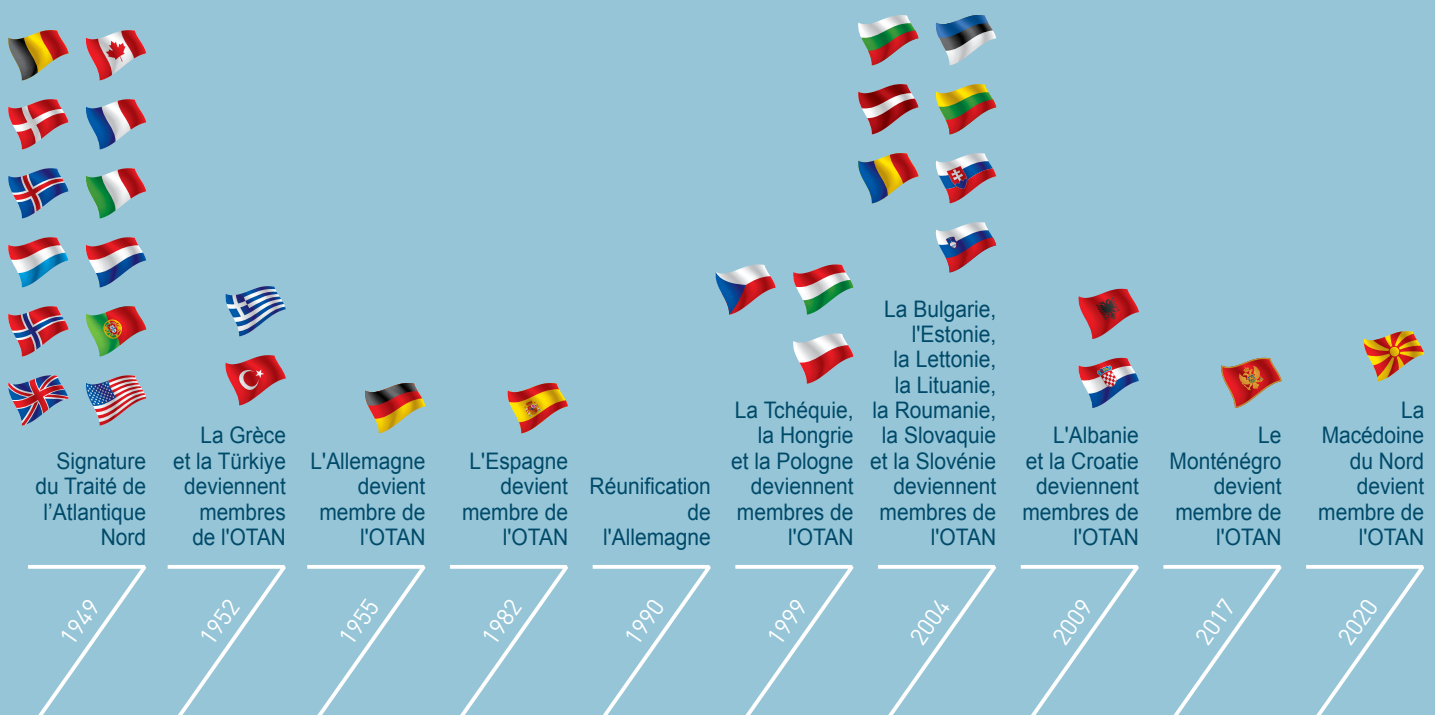 Signature
du Traité de
l’Atlantique
Nord
1949
La Grèce
et la Türkiye
deviennent
membres
de l'OTAN
1952
L'Allemagne
devient
membre de
l'OTAN
1955
L'Espagne
devient
membre de
l'OTAN
1982
Réunification
de
l'Allemagne
1990
La Tchéquie,
la Hongrie
et la Pologne
deviennent
membres de
l'OTAN
1999
La Bulgarie,
l'Estonie,
la Lettonie,
la Lituanie,
la Roumanie,
la Slovaquie
et la Slovénie
deviennent
membres de
l'OTAN
2004
L'Albanie
et la Croatie
deviennent
membres de
l'OTAN
2009
Le
Monténégro
devient
membre de
l'OTAN
2017
La
Macédoine
du Nord
devient
membre de
l'OTAN
2020